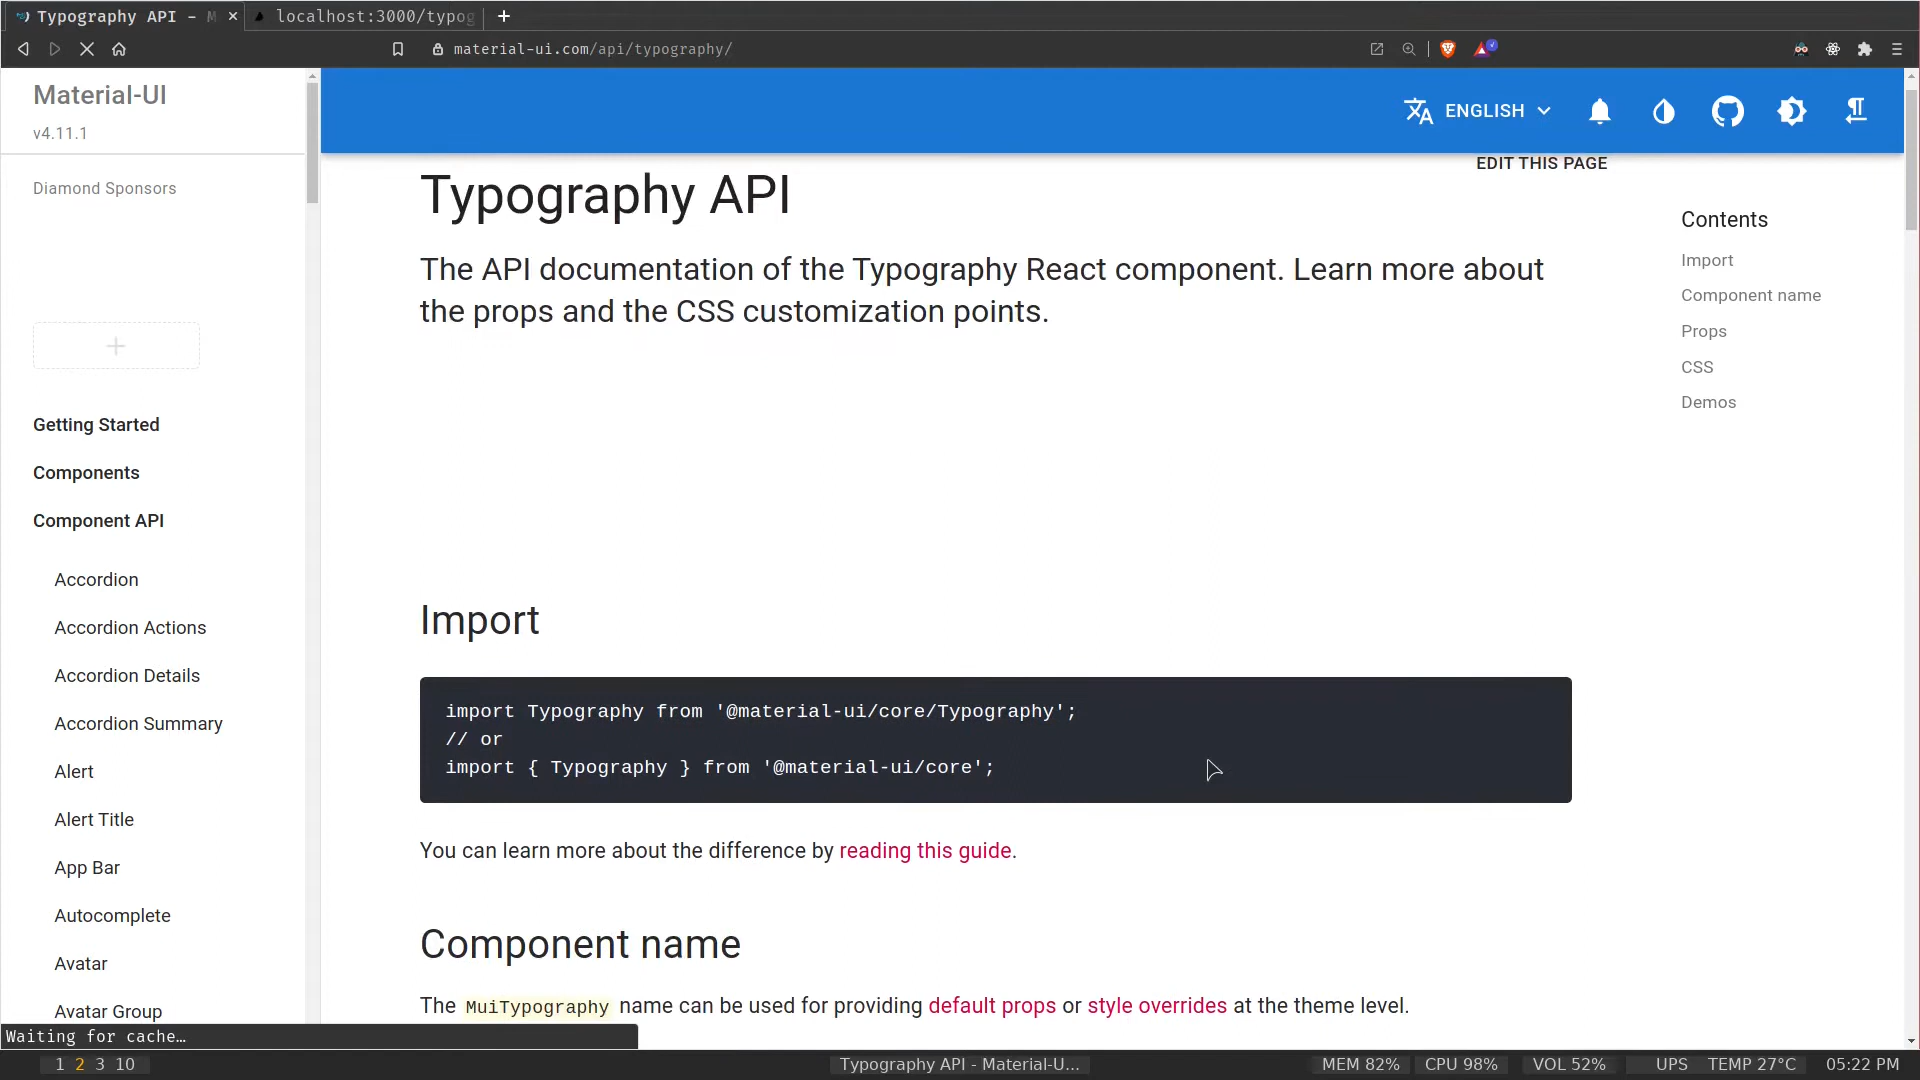 Typography API - M
localhost:3000/typog
material-ui.com/api/typography/
Material-UI
v4.11.1
Diamond Sponsors
Getting Started
Components
Component API
Accordion
Accordion Actions
Accordion Details
Accordion Summary
Alert
Alert Title
App Bar
Autocomplete
Avatar
Avatar Group
ENGLISH
EDIT THIS PAGE
Typography API
The API documentation of the Typography React component. Learn more about
the props and the CSS customization points.
Import
import Typography from '@material-ui/core/Typography';
// or
import { Typography } from '@material-ui/core';
You can learn more about the difference by reading this guide.
Component name
The MuiTypography name can be used for providing default props or style overrides at the theme level.
Contents
Import
Component name
Props
CSS
Demos
Waiting for cache…
1 2 3 10
Typography API - Material-U...
MEM 82% CPU 98% VOL 52% UPS TEMP 27°C 05:22 PM